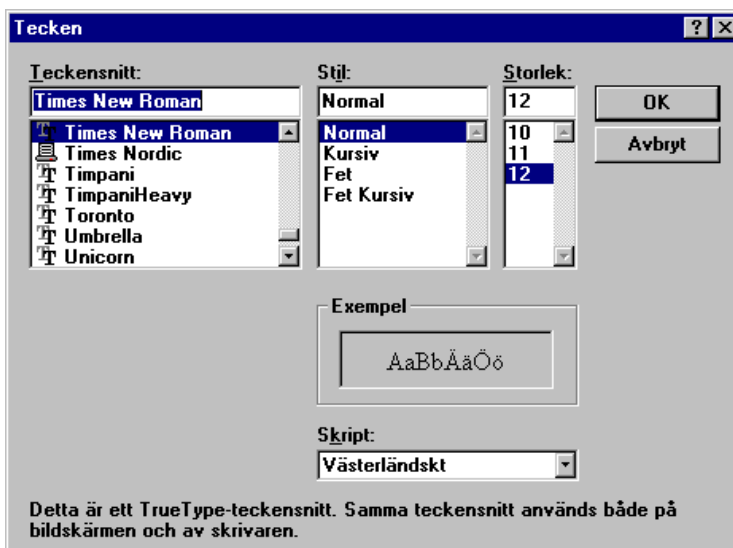 Tecken
Teckensnitt:
Times New Roman
Times New Roman
Times Nordic
Timpani
TimpaniHeavy
Toronto
Umbrella
Unicorn
Stil:
Normal
Normal
Kursiv
Fet
Fet Kursiv
Storlek:
12
10
11
12
OK
Avbryt
Exempel
AaBbÄäÖö
Skript:
Västerländskt
Detta är ett TrueType-teckensnitt. Samma teckensnitt används både på
bildskärmen och av skrivaren.